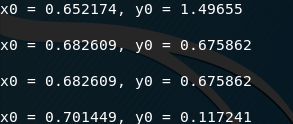 x0 = 0.652174, y0 = 1.49655
x0 = 0.682609, y0 = 0.675862
x0 = 0.682609, y0 = 0.675862
x0 = 0.701449, y0 = 0.117241